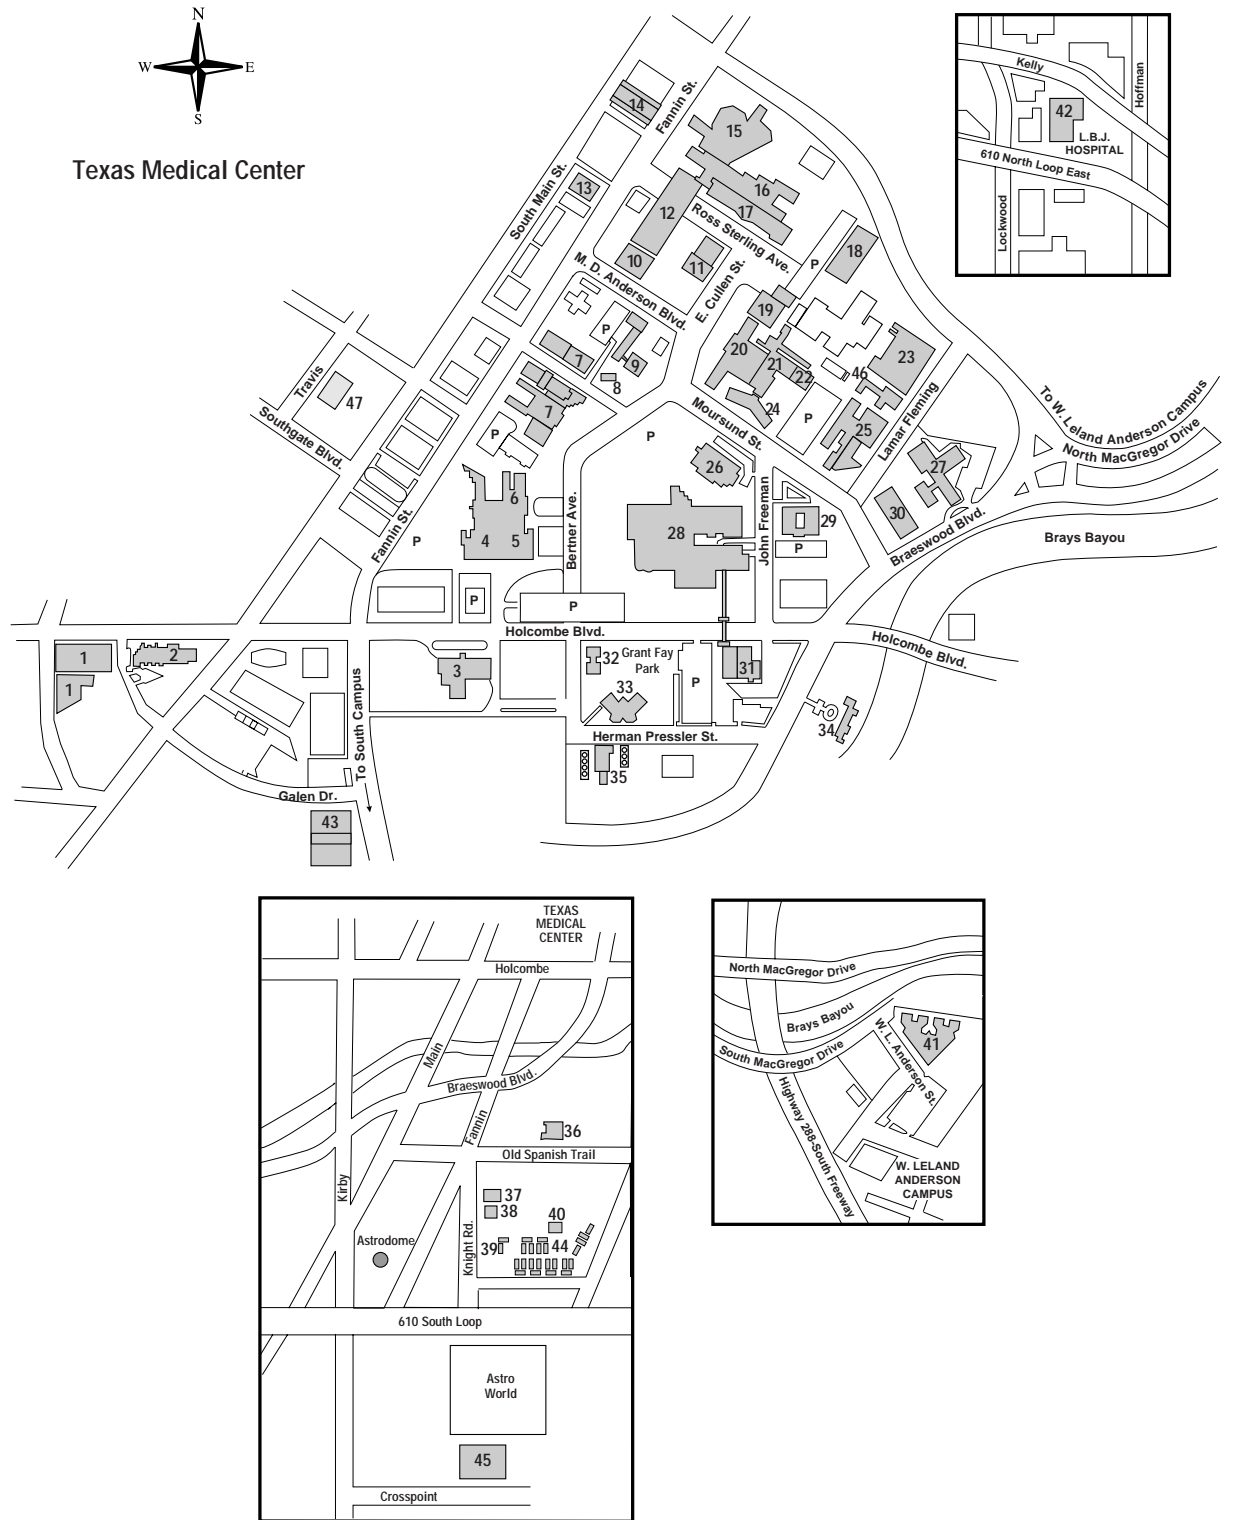 N
W E
S
Texas Medical Center
Kelly
Hoffman
42
L.B.J.
HOSPITAL
610 North Loop East
Lockwood
14
Fannin St.
15
South Main St.
13
16
12
17
Ross Sterling Ave.
10
11
M. D. Anderson Blvd.
E. Cullen St.
P
18
19
P
7
9
8
20
21
22
46
23
Travis
47
Southgate Blvd.
7
P
P
Moursund St.
24
P
25
Lamar Fleming
To W. Leland Anderson Campus
North MacGregor Drive
26
27
6
Bertner Ave.
John Freeman
28
29
30
Fannin St.
P
4
5
P
Braeswood Blvd.
Brays Bayou
P
P
Holcombe Blvd.
Holcombe Blvd.
1
2
1
3
32
Grant Fay
Park
31
P
33
34
To South Campus
Herman Pressler St.
35
Galen Dr.
43
TEXAS
MEDICAL
CENTER
Holcombe
Main
Braeswood Blvd.
Fannin
36
Old Spanish Trail
Kirby
37
38
40
Knight Rd.
39
44
Astrodome
610 South Loop
Astro
World
45
Crosspoint
North MacGregor Drive
Brays Bayou
South MacGregor Drive
W. L. Anderson St.
41
Highway 288-South Freeway
W. LELAND
ANDERSON
CAMPUS